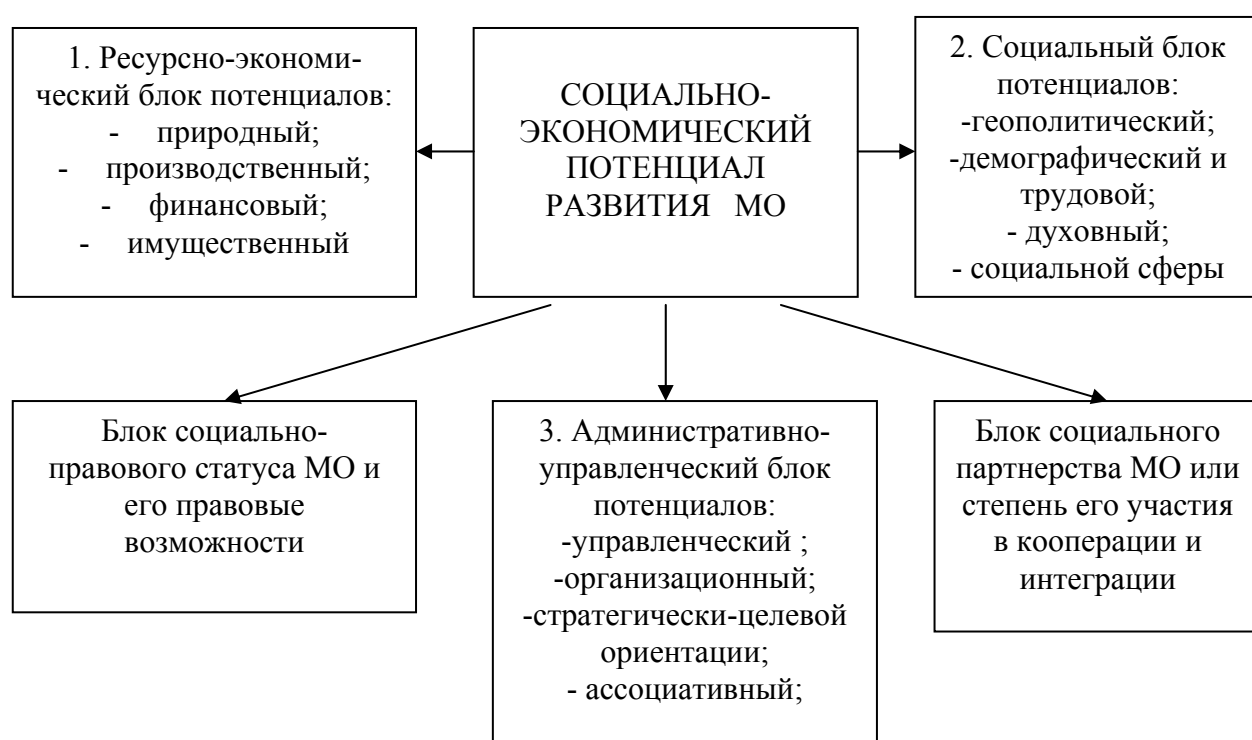 1. Ресурсно-экономи-
ческий блок потенциалов:
- природный;
- производственный;
- финансовый;
- имущественный
СОЦИАЛЬНО-
ЭКОНОМИЧЕСКИЙ
ПОТЕНЦИАЛ
РАЗВИТИЯ МО
2. Социальный блок
потенциалов:
-геополитический;
-демографический и
трудовой;
- духовный;
- социальной сферы
Блок социально-
правового статуса МО и
его правовые
возможности
3. Административно-
управленческий блок
потенциалов:
-управленческий ;
-организационный;
-стратегически-целевой
ориентации;
- ассоциативный;
Блок социального
партнерства МО или
степень его участия
в кооперации и
интеграции